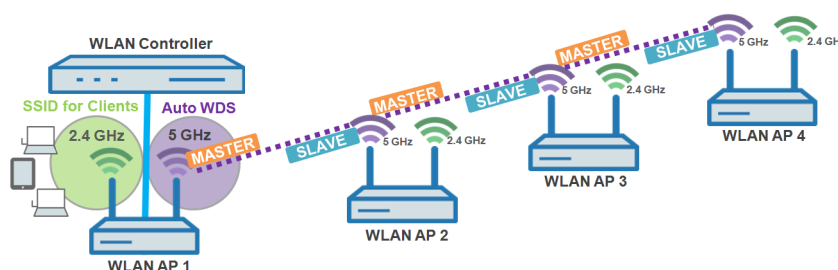 WLAN Controller
SSID for Clients
Auto WDS
2.4 GHz
5 GHz
MASTER
SLAVE
WLAN AP 1
5 GHz
2.4 GHz
MASTER
SLAVE
WLAN AP 2
5 GHz
2.4 GHz
MASTER
SLAVE
WLAN AP 3
5 GHz
2.4 GH
WLAN AP 4